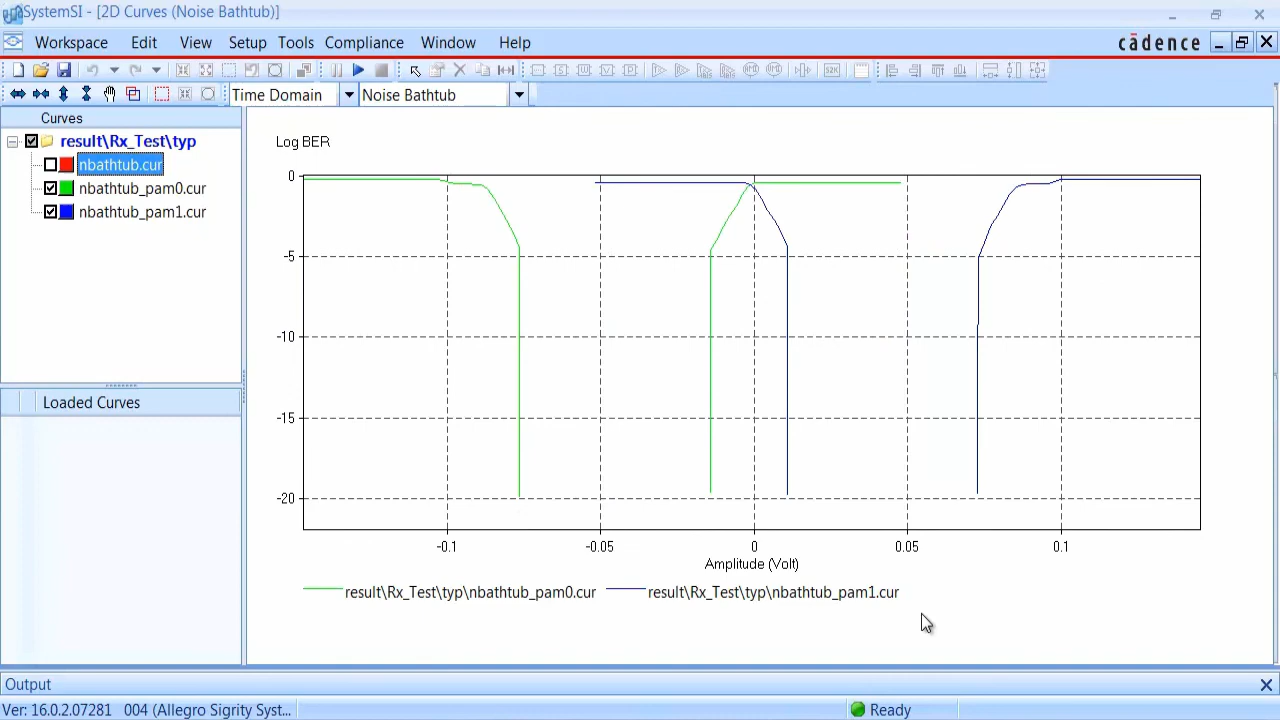 SystemSI - [2D Curves (Noise Bathtub)]
Workspace Edit View Setup Tools Compliance Window Help
cādence
Time Domain Noise Bathtub
Curves
result\Rx_Test\typ
nbathtub.cur
nbathtub_pam0.cur
nbathtub_pam1.cur
Loaded Curves
Log BER
0
-5
-10
-15
-20
-0.1 -0.05 0 0.05 0.1
Amplitude (Volt)
result\Rx_Test\typ\nbathtub_pam0.cur result\Rx_Test\typ\nbathtub_pam1.cur
Output
Ver: 16.0.2.07281 004 (Allegro Sigrity Syst... Ready